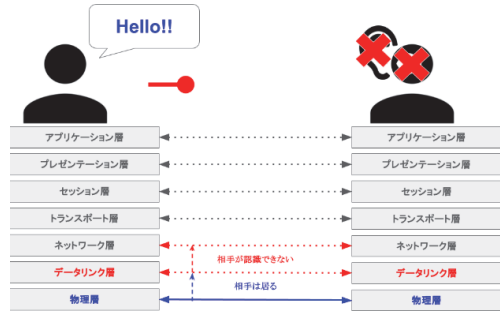 Hello!!
アプリケーション層 アプリケーション層
プレゼンテーション層 プレゼンテーション層
セッション層 セッション層
トランスポート層 トランスポート層
ネットワーク層 ネットワーク層
相手が認識できない
データリンク層 データリンク層
相手は居る
物理層 物理層